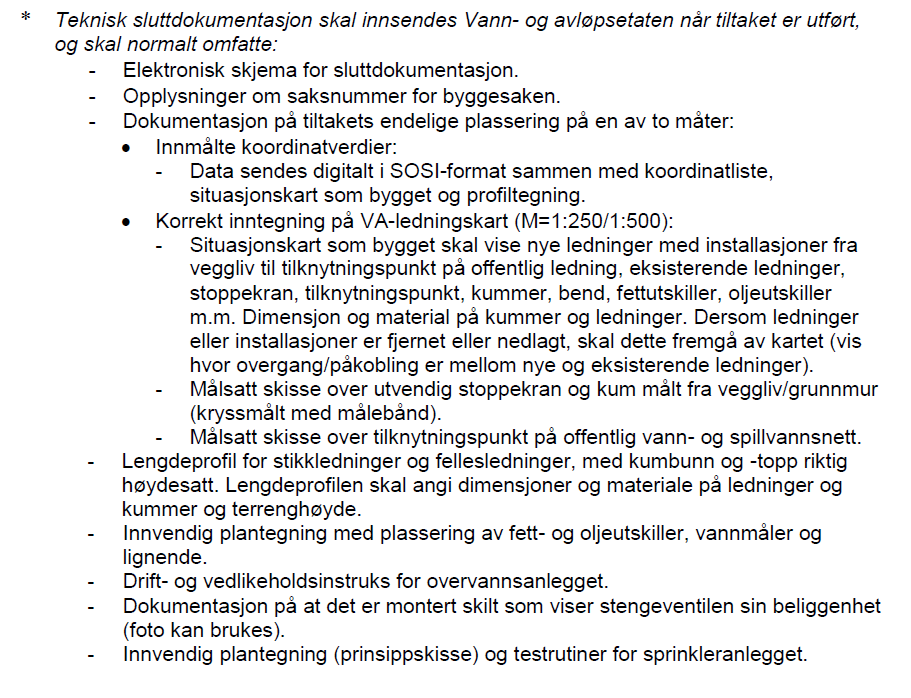 * Teknisk sluttdokumentasjon skal innsendes Vann- og avløpsetaten når tiltaket er utført,
og skal normalt omfatte:
- Elektronisk skjema for sluttdokumentasjon.
- Opplysninger om saksnummer for byggesaken.
- Dokumentasjon på tiltakets endelige plassering på en av to måter:
• Innmålte koordinatverdier:
- Data sendes digitalt i SOSI-format sammen med koordinatliste,
situasjonskart som bygget og profiltegning.
• Korrekt inntegning på VA-ledningskart (M=1:250/1:500):
- Situasjonskart som bygget skal vise nye ledninger med installasjoner fra
veggliv til tilknytningspunkt på offentlig ledning, eksisterende ledninger,
stoppekran, tilknytningspunkt, kummer, bend, fettutskiller, oljeutskiller
m.m. Dimensjon og material på kummer og ledninger. Dersom ledninger
eller installasjoner er fjernet eller nedlagt, skal dette fremgå av kartet (vis
hvor overgang/påkobling er mellom nye og eksisterende ledninger).
- Målsatt skisse over utvendig stoppekran og kum målt fra veggliv/grunnmur
(kryssmålt med målebånd).
- Målsatt skisse over tilknytningspunkt på offentlig vann- og spillvannsnett.
- Lengdeprofil for stikkledninger og fellesledninger, med kumbunn og -topp riktig
høydesatt. Lengdeprofilen skal angi dimensjoner og materiale på ledninger og
kummer og terrenghøyde.
- Innvendig plantegning med plassering av fett- og oljeutskiller, vannmåler og
lignende.
- Drift- og vedlikeholdsinstruks for overvannsanlegget.
- Dokumentasjon på at det er montert skilt som viser stengeventilen sin beliggenhet
(foto kan brukes).
- Innvendig plantegning (prinsippskisse) og testrutiner for sprinkleranlegget.